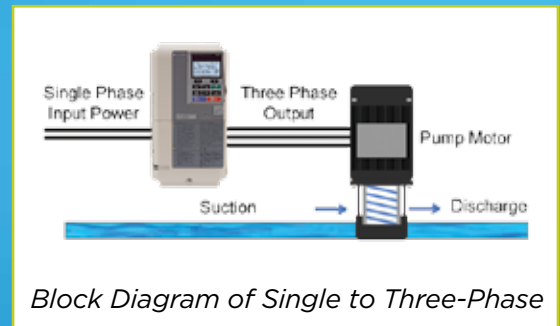 Single Phase
Input Power
Three Phase
Output
Pump Motor
Suction
Discharge
Block Diagram of Single to Three-Phase